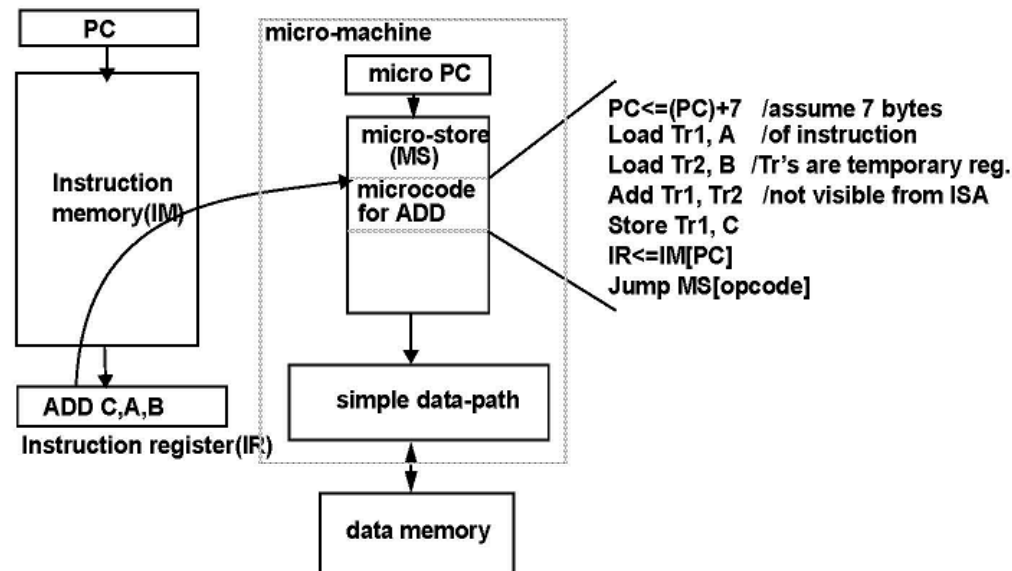 PC
Instruction
memory(IM)
ADD C,A,B
Instruction register(IR)
micro-machine
micro PC
micro-store
(MS)
microcode
for ADD
simple data-path
data memory
PC<=(PC)+7 /assume 7 bytes
Load Tr1, A /of instruction
Load Tr2, B /Tr's are temporary reg.
Add Tr1, Tr2 /not visible from ISA
Store Tr1, C
IR<=IM[PC]
Jump MS[opcode]